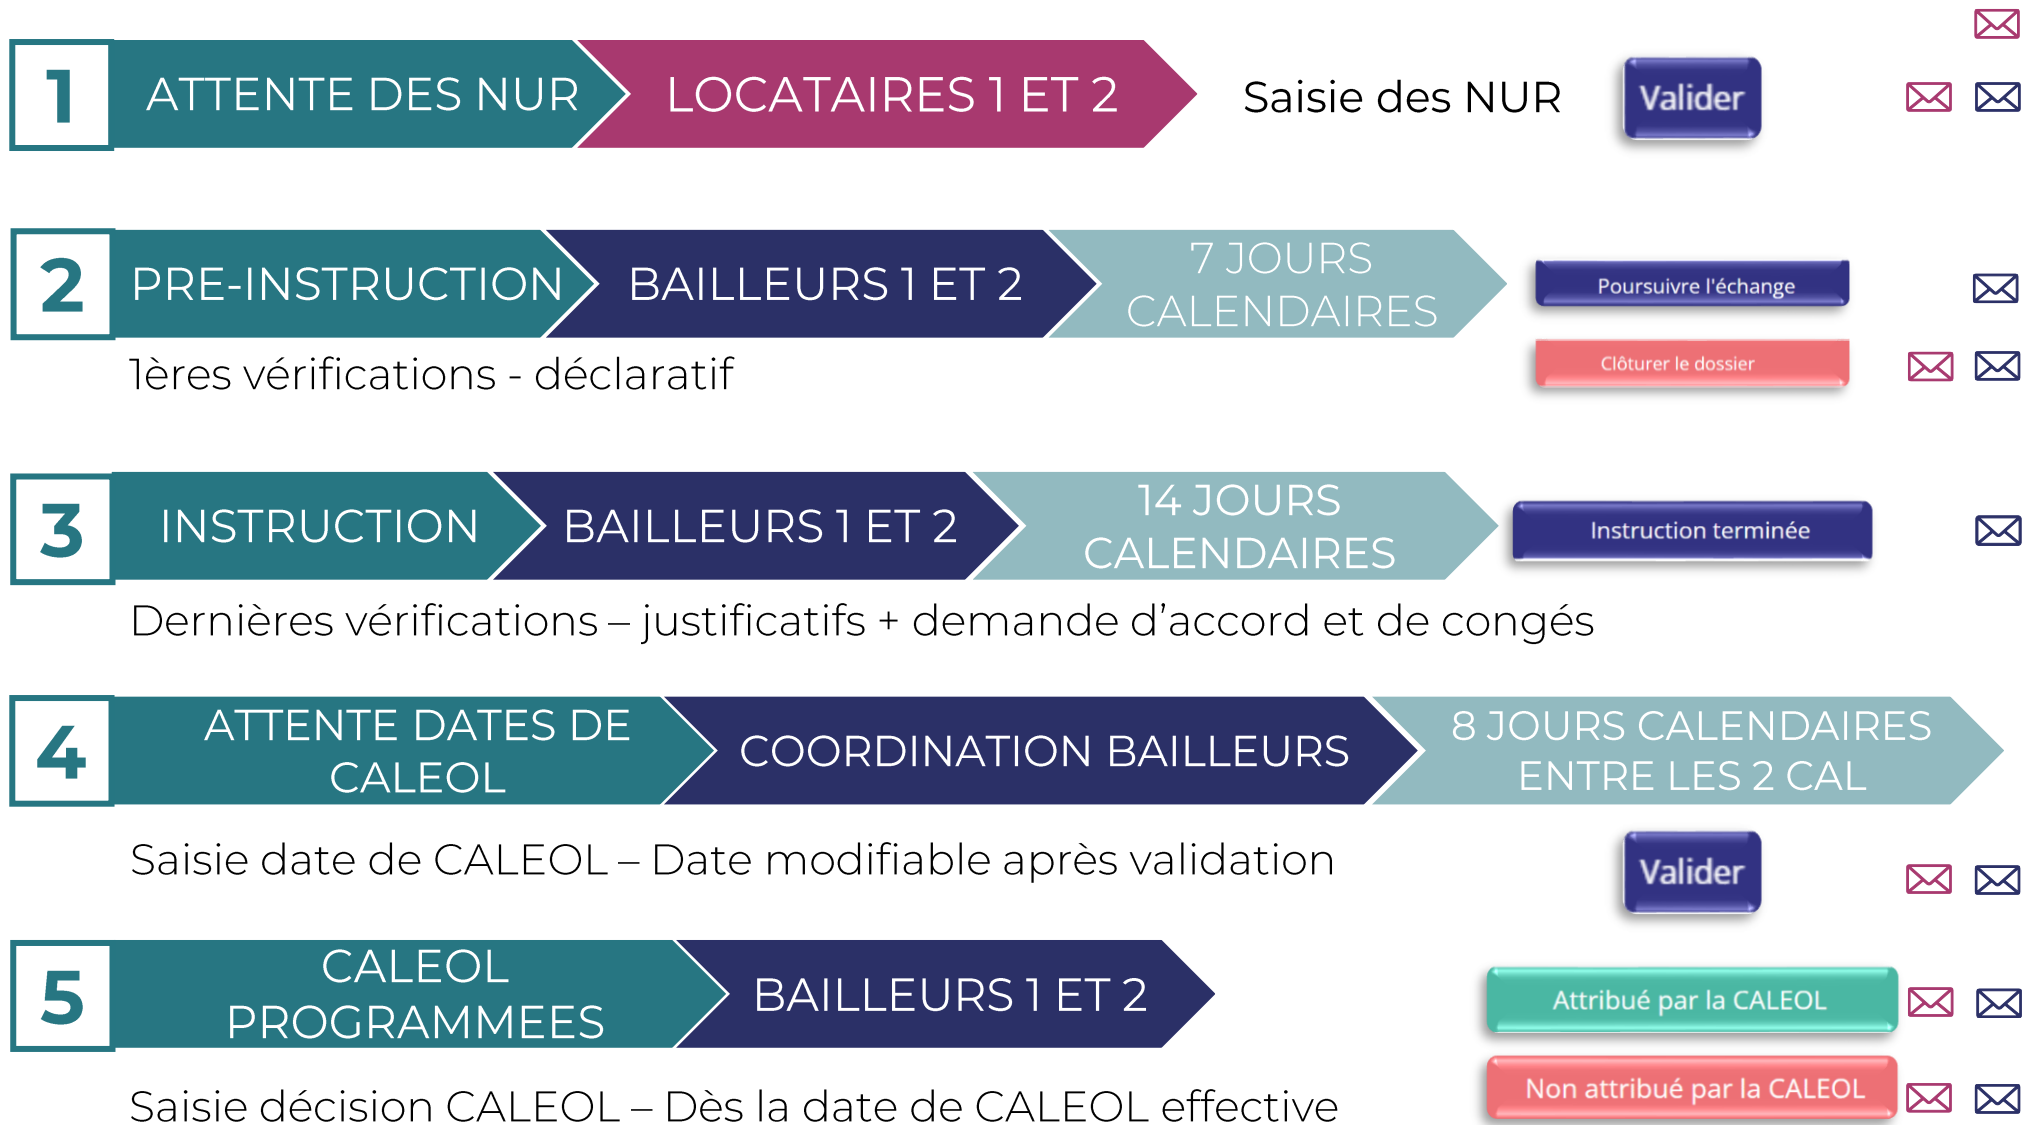 1
ATTENTE DES NUR
LOCATAIRES 1 ET 2
Saisie des NUR
Valider
2
PRE-INSTRUCTION
BAILLEURS 1 ET 2
7 JOURS
CALENDAIRES
Poursuivre l'échange
Clôturer le dossier
1ères vérifications - déclaratif
3
INSTRUCTION
BAILLEURS 1 ET 2
14 JOURS
CALENDAIRES
Instruction terminée
Dernières vérifications – justificatifs + demande d’accord et de congés
4
ATTENTE DATES DE
CALEOL
COORDINATION BAILLEURS
8 JOURS CALENDAIRES
ENTRE LES 2 CAL
Saisie date de CALEOL – Date modifiable après validation
Valider
5
CALEOL
PROGRAMMEES
BAILLEURS 1 ET 2
Attribué par la CALEOL
Non attribué par la CALEOL
Saisie décision CALEOL – Dès la date de CALEOL effective